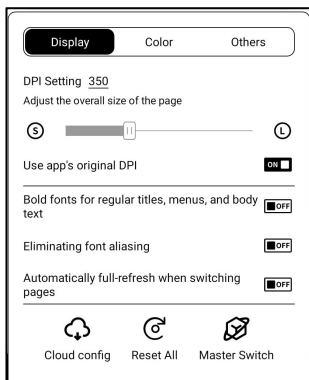 Display Color Others
DPI Setting 350
Adjust the overall size of the page
S L
Use app's original DPI ON
Bold fonts for regular titles, menus, and body
text OFF
Eliminating font aliasing OFF
Automatically full-refresh when switching
pages OFF
Cloud config Reset All Master Switch